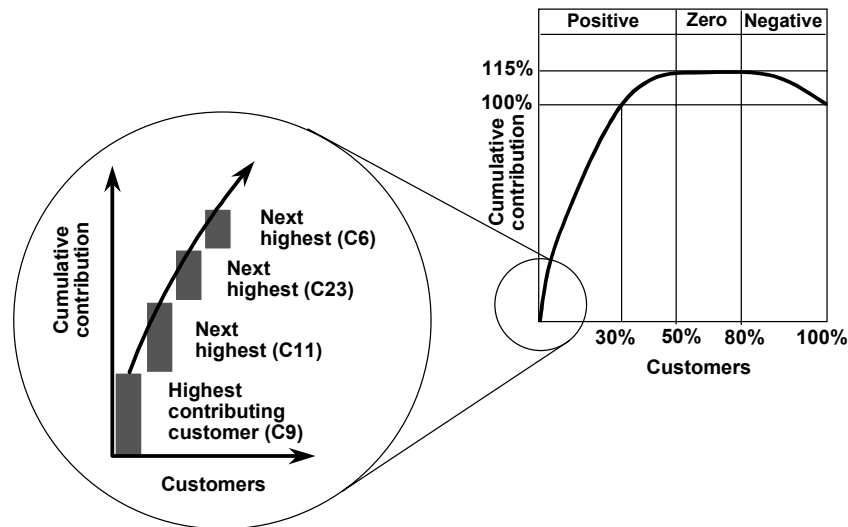 Positive Zero Negative
115%
100%
Cumulative
contribution
30% 50% 80% 100%
Customers
Cumulative
contribution
Next
highest (C6)
Next
highest (C23)
Next
highest (C11)
Highest
contributing
customer (C9)
Customers